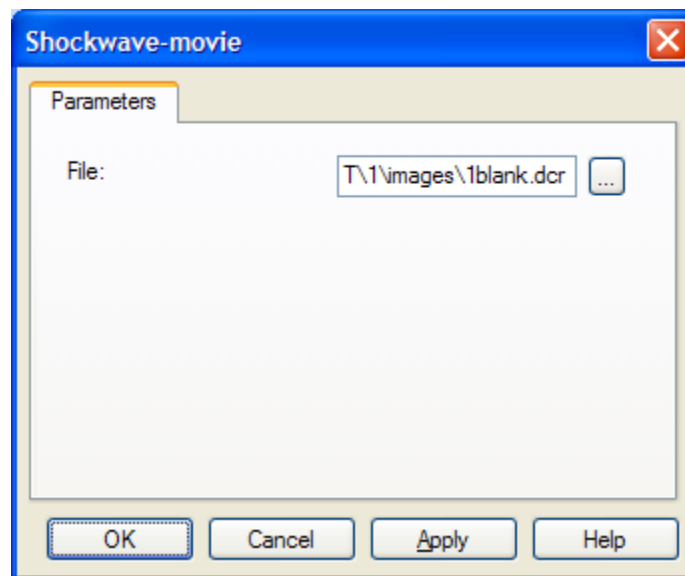 Shockwave-movie
Parameters
File: T\1\images\1blank.dcr ...
OK Cancel Apply Help